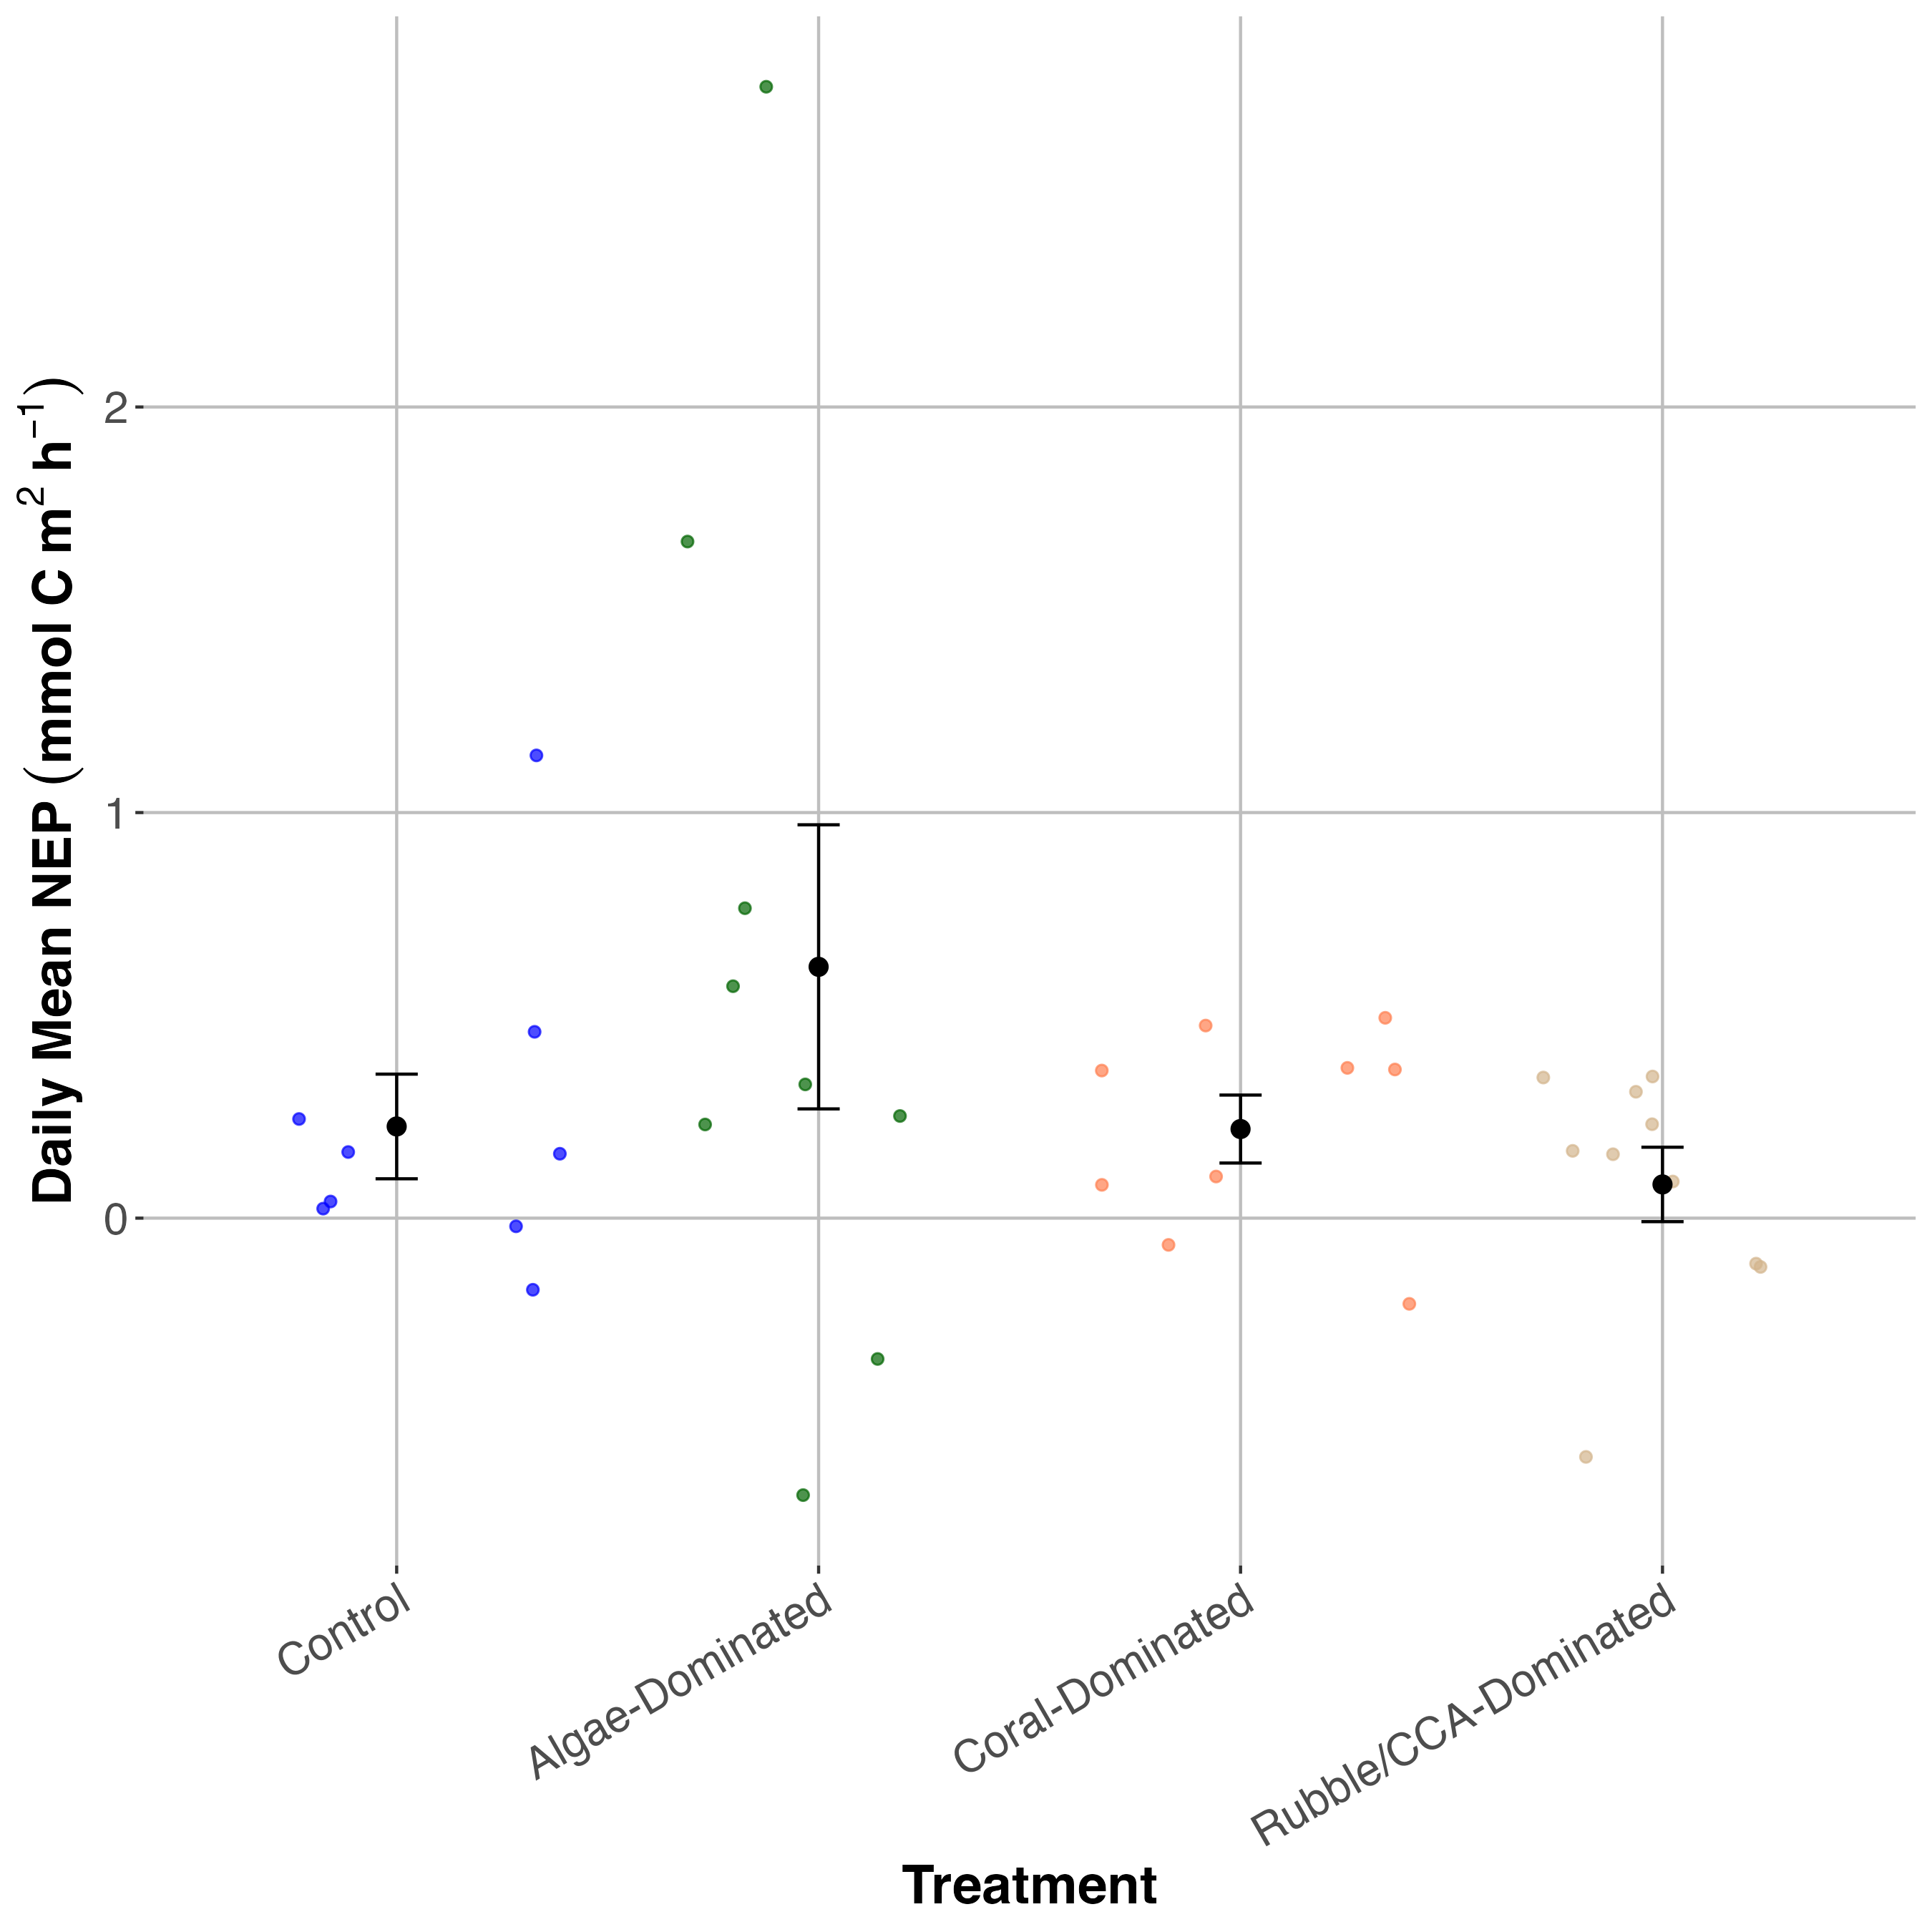 Daily Mean NEP (mmol C m² h⁻¹)
2
1
0
Control
Algae-Dominated
Coral-Dominated
Rubble/CCA-Dominated
Treatment